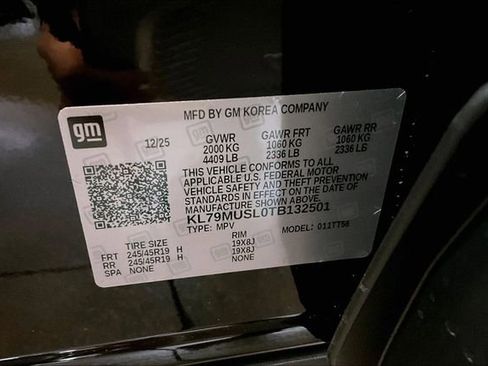 MFD BY GM KOREA COMPANY
gm
12/25
GVWR GAWR FRT GAWR RR
2000 KG 1060 KG 1060 KG
4409 LB 2336 LB 2336 LB
THIS VEHICLE CONFORMS TO ALL
APPLICABLE U.S. FEDERAL MOTOR
VEHICLE SAFETY AND THEFT PREVENTION
STANDARDS IN EFFECT ON THE DATE OF
MANUFACTURE SHOWN ABOVE.
KL79MUSL0TB132501
TYPE: MPV MODEL: 011TT56
TIRE SIZE RIM
FRT 245/45R19 H 19X8J
RR 245/45R19 H 19X8J
SPA NONE NONE